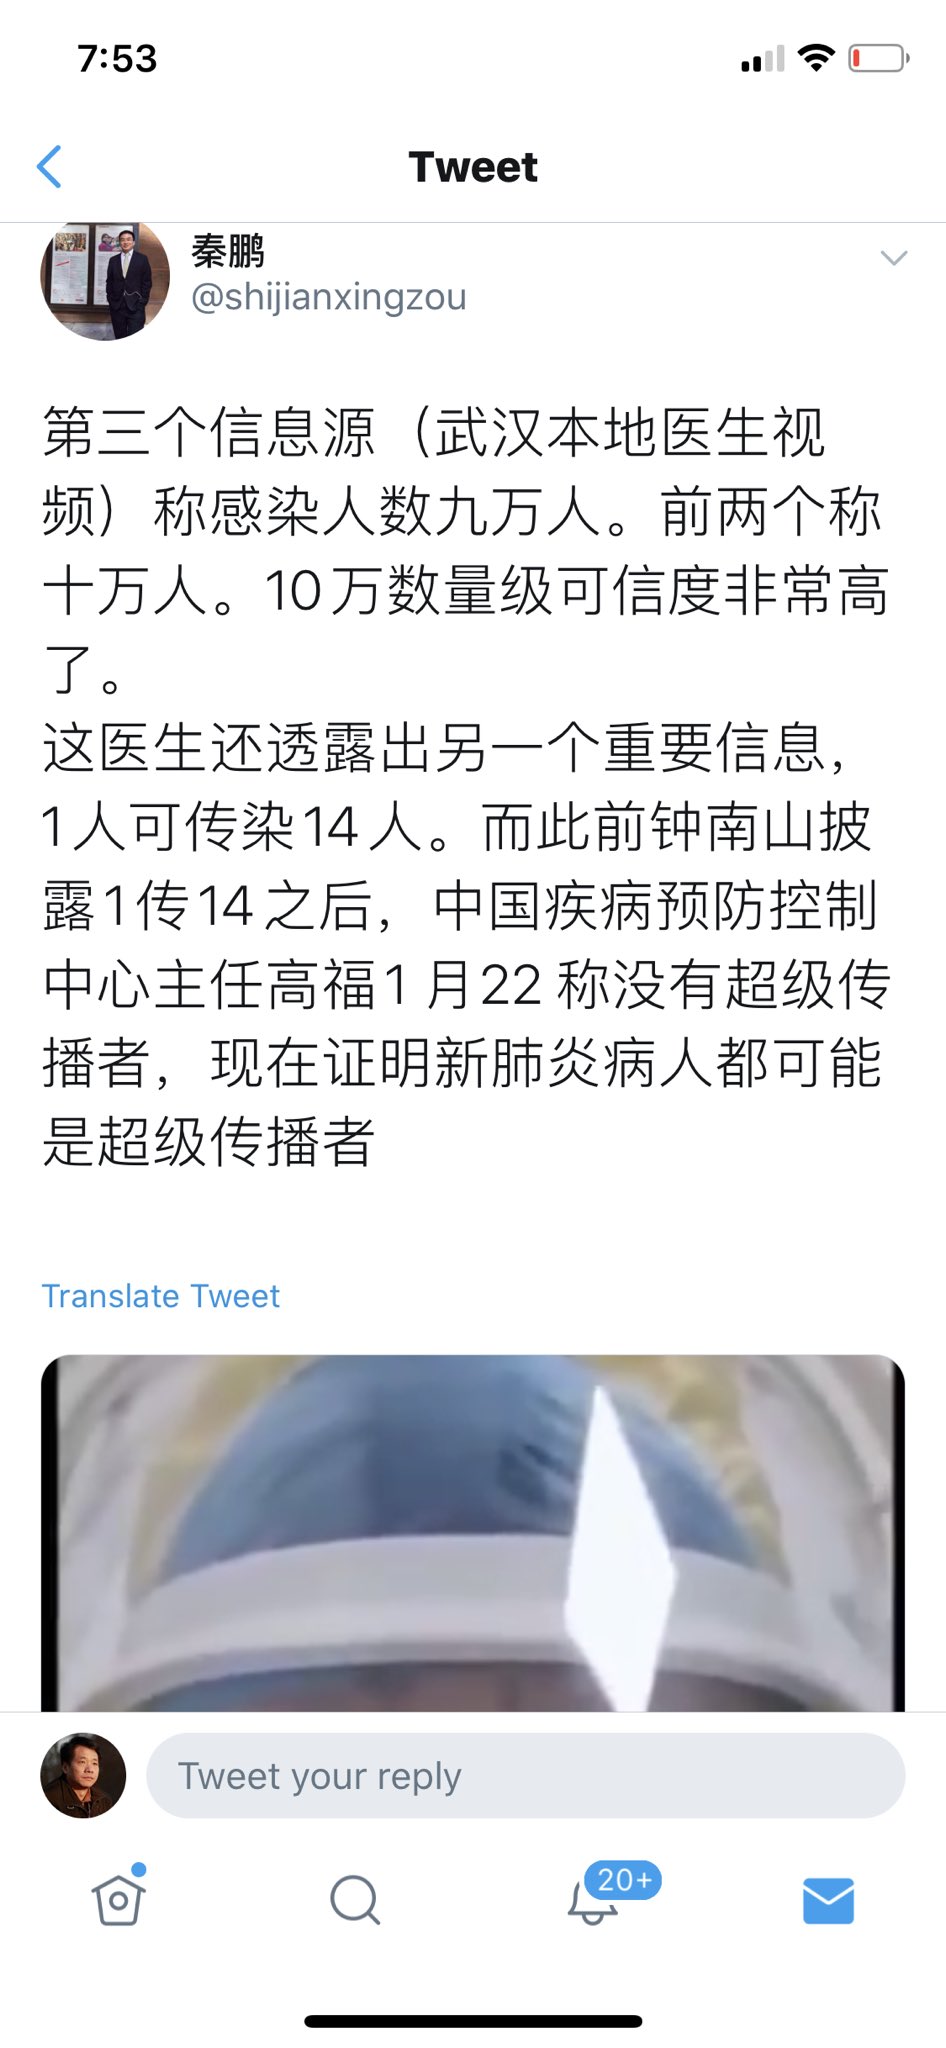 7:53
Tweet
秦鹏
@shijianxingzou
第三个信息源（武汉本地医生视
频）称感染人数九万人。前两个称
十万人。10万数量级可信度非常高
了。
这医生还透露出另一个重要信息，
1人可传染14人。而此前钟南山披
露1传14之后，中国疾病预防控制
中心主任高福1 月22 称没有超级传
播者，现在证明新肺炎病人都可能
是超级传播者
Translate Tweet
Tweet your reply
20+